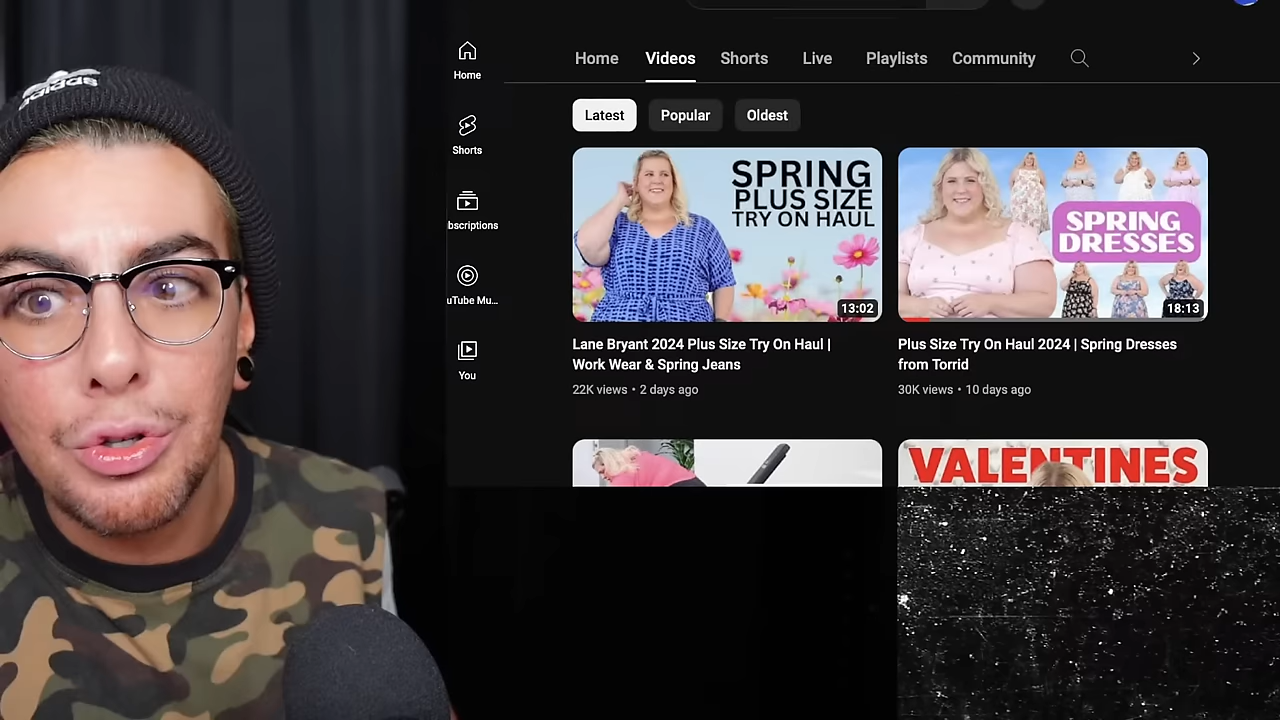 adidas
Home
Shorts
bscriptions
uTube Mu...
You
Home Videos Shorts Live Playlists Community
Latest Popular Oldest
SPRING
PLUS SIZE
TRY ON HAUL
13:02
SPRING
DRESSES
18:13
Lane Bryant 2024 Plus Size Try On Haul |
Work Wear & Spring Jeans
22K views • 2 days ago
Plus Size Try On Haul 2024 | Spring Dresses
from Torrid
30K views • 10 days ago
VALENTINES